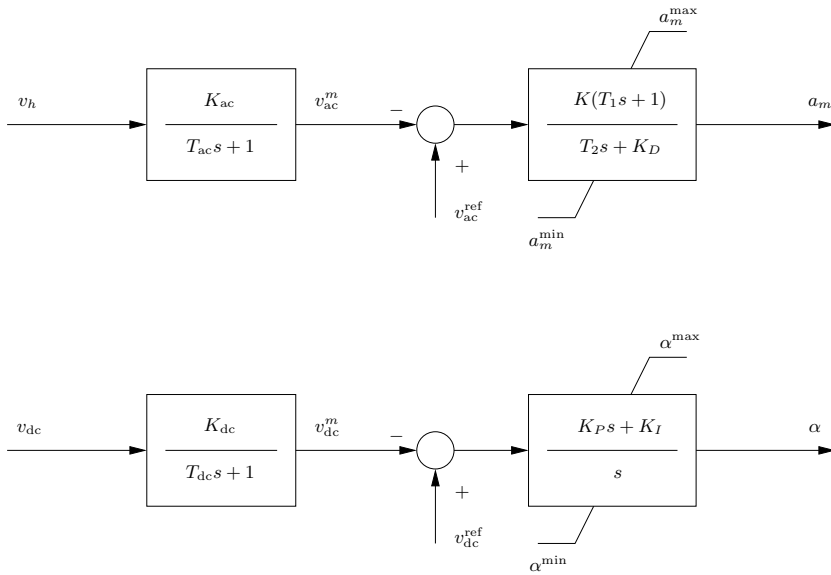 a_m^max
v_h
K_ac
T_ac s + 1
v_ac^m
−
+
v_ac^ref
K(T_1 s + 1)
T_2 s + K_D
a_m
a_m^min
α^max
v_dc
K_dc
T_dc s + 1
v_dc^m
−
+
v_dc^ref
K_P s + K_I
s
α
α^min